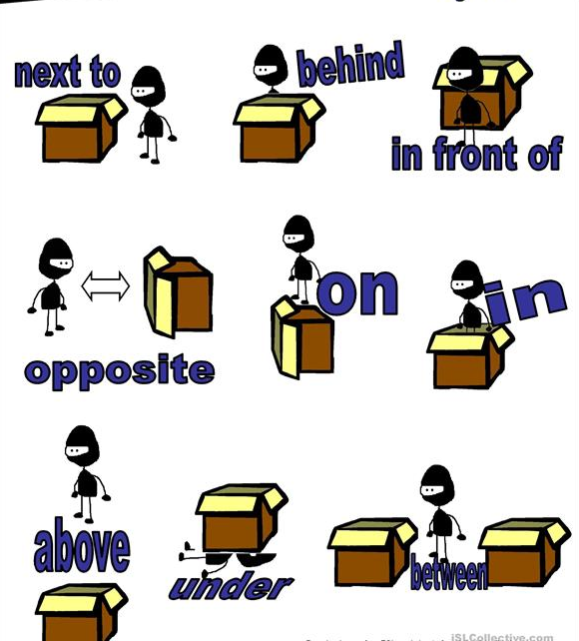 next to
behind
in front of
opposite
on
in
above
under
between
iSLCollective.com